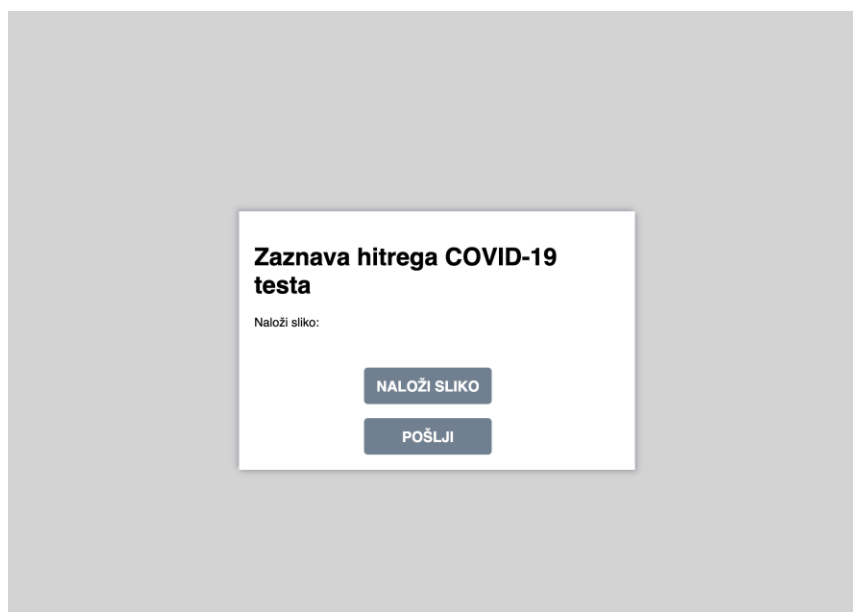 Zaznava hitrega COVID-19
testa
Naloži sliko:
NALOŽI SLIKO
POŠLJI